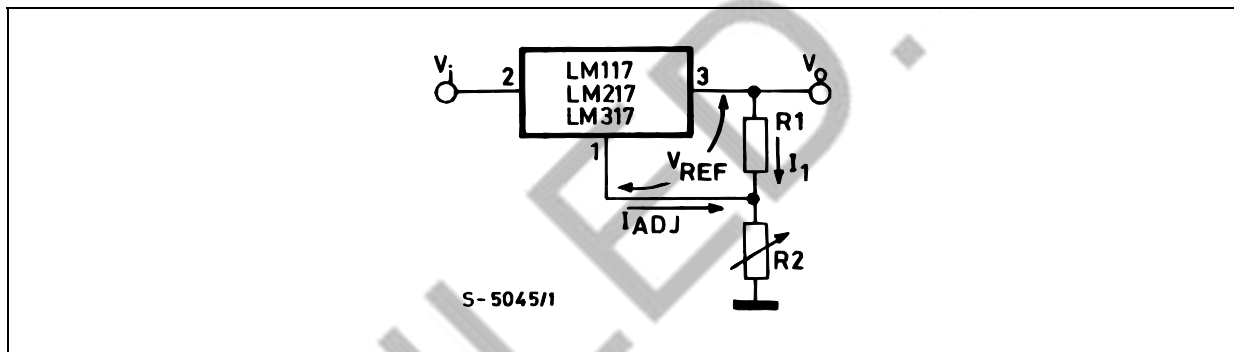 Vi
2
LM117
LM217
LM317
3
Vo
1
VREF
R1
I1
IADJ
R2
S-5045/1